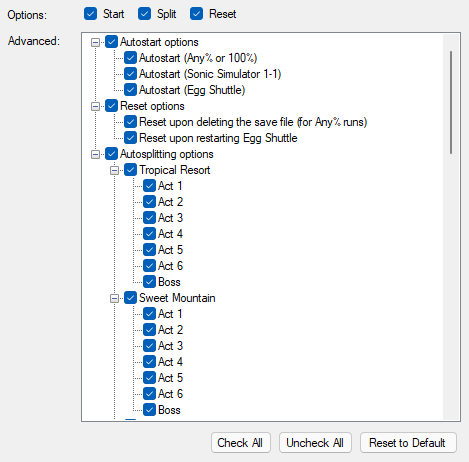 Options: Start Split Reset
Advanced:
Autostart options
Autostart (Any% or 100%)
Autostart (Sonic Simulator 1-1)
Autostart (Egg Shuttle)
Reset options
Reset upon deleting the save file (for Any% runs)
Reset upon restarting Egg Shuttle
Autosplitting options
Tropical Resort
Act 1
Act 2
Act 3
Act 4
Act 5
Act 6
Boss
Sweet Mountain
Act 1
Act 2
Act 3
Act 4
Act 5
Act 6
Boss
Check All Uncheck All Reset to Default